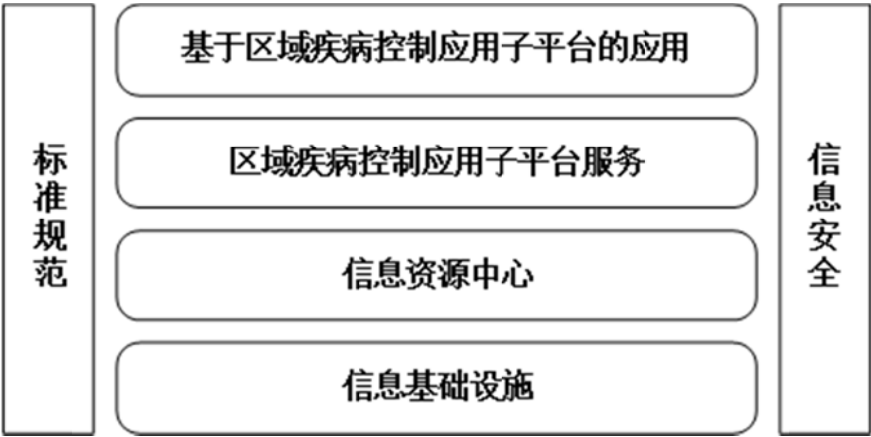 标准规范
基于区域疾病控制应用子平台的应用
区域疾病控制应用子平台服务
信息资源中心
信息基础设施
信息安全